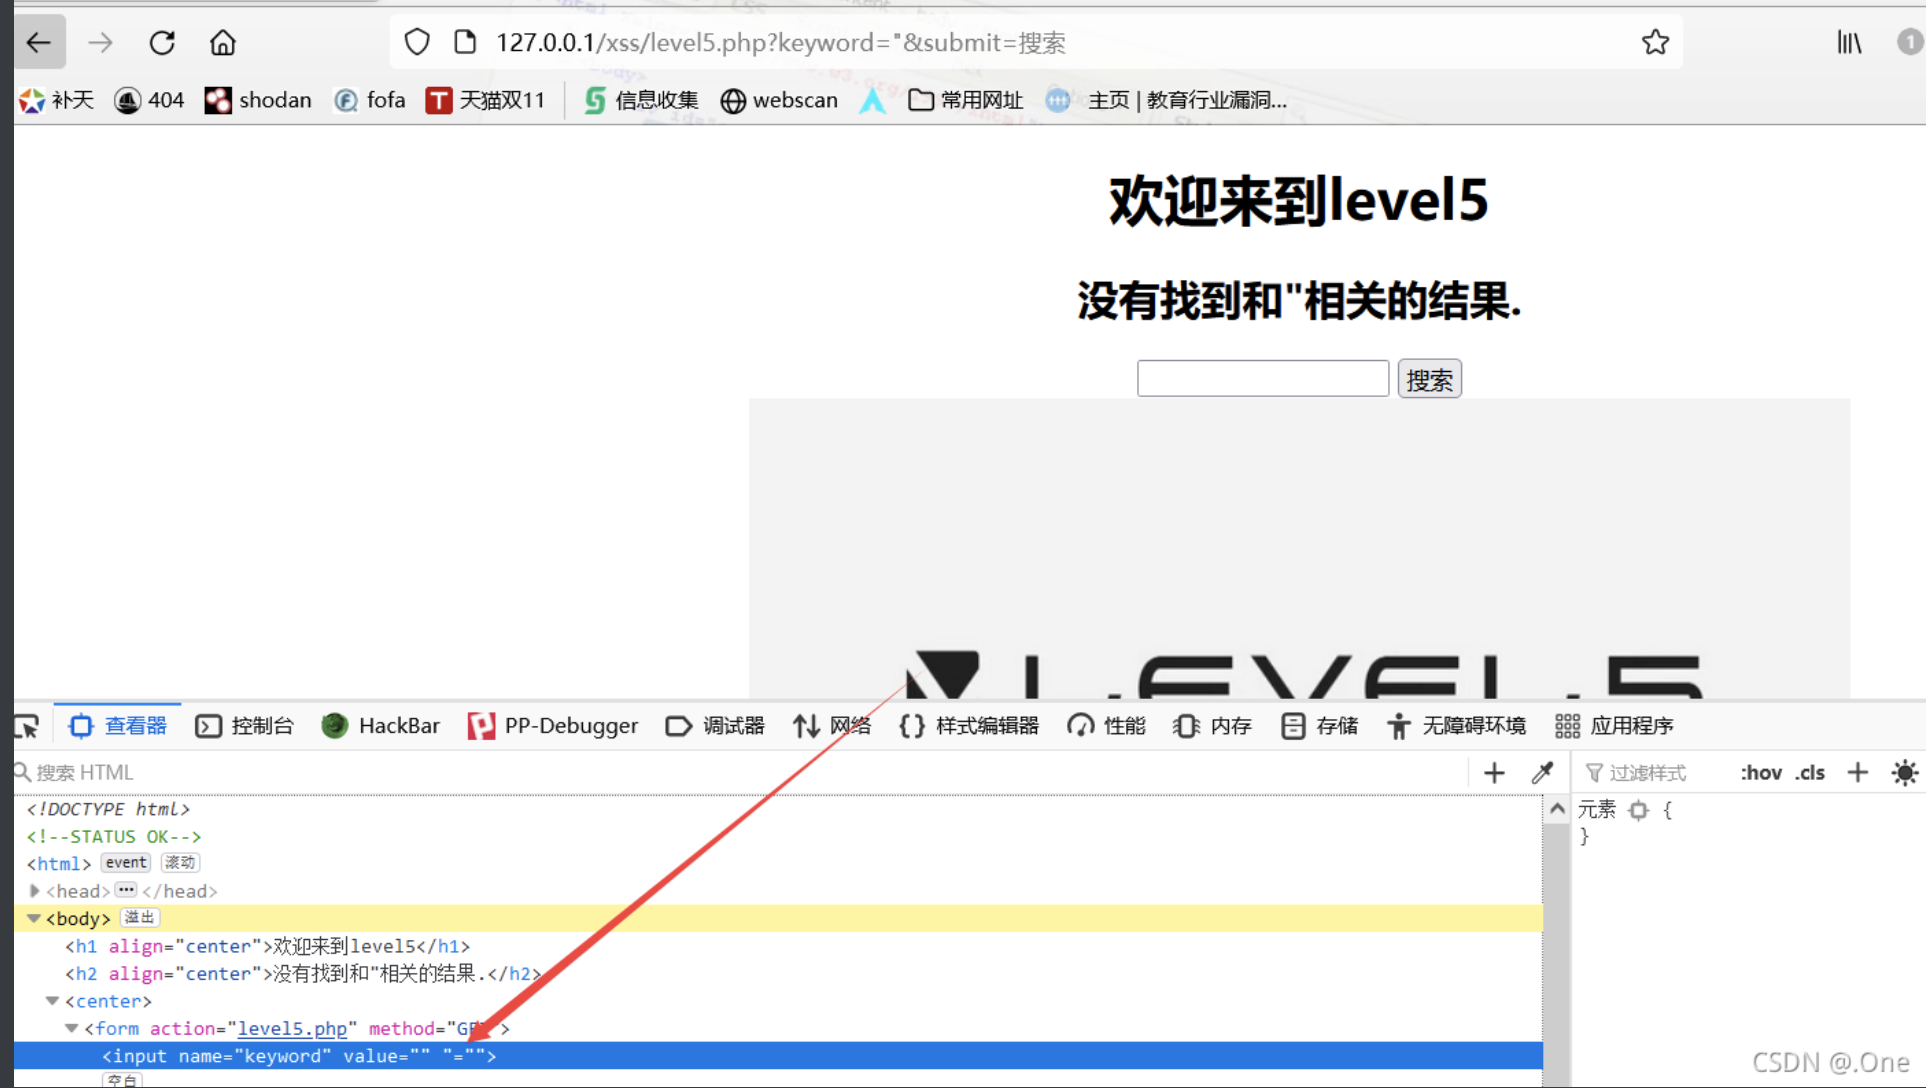 127.0.0.1/xss/level5.php?keyword="&submit=搜索
1
补天 404 shodan fofa 天猫双11 信息收集 webscan 常用网址 主页 | 教育行业漏洞...
欢迎来到level5
没有找到和"相关的结果.
搜索
查看器 控制台 HackBar PP-Debugger 调试器 网络 {} 样式编辑器 性能 内存 存储 无障碍环境 应用程序
搜索 HTML
过滤样式 :hov .cls
<!DOCTYPE html>
元素 {
<!--STATUS OK-->
}
<html> event 滚动
<head> ••• </head>
<body> 溢出
<h1 align="center">欢迎来到level5</h1>
<h2 align="center">没有找到和"相关的结果.</h2>
<center>
<form action="level5.php" method="GET">
<input name="keyword" value="" "="">
空白
CSDN @.One